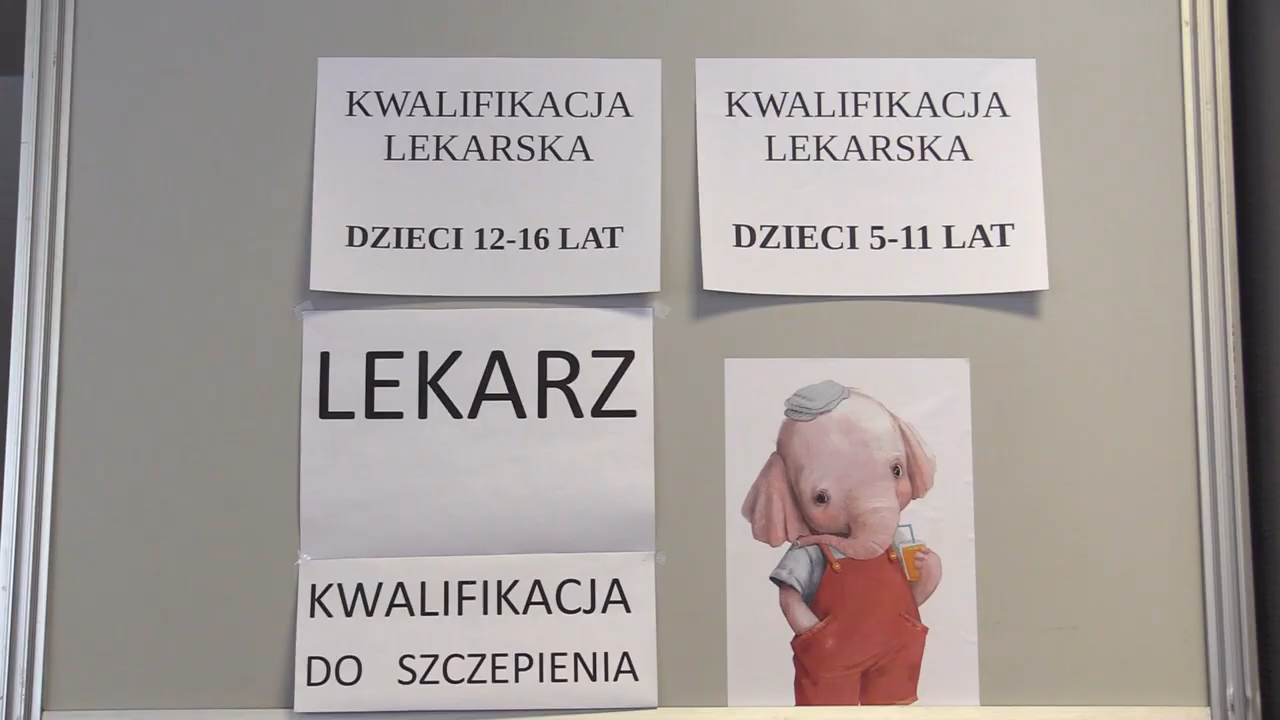 KWALIFIKACJA
LEKARSKA
DZIECI 12-16 LAT
KWALIFIKACJA
LEKARSKA
DZIECI 5-11 LAT
LEKARZ
KWALIFIKACJA
DO SZCZEPIENIA